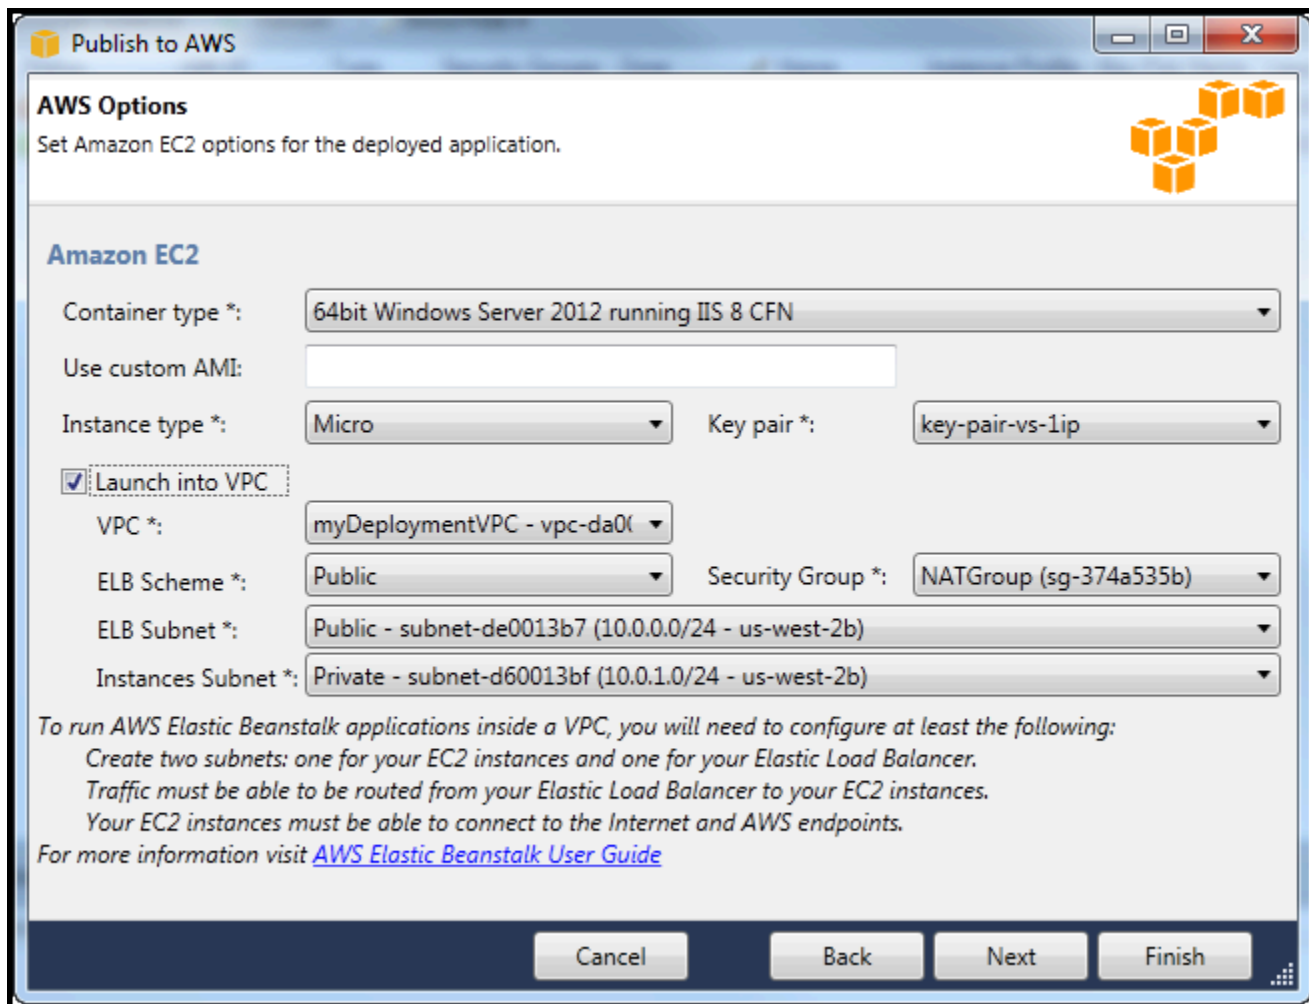 Publish to AWS
AWS Options
Set Amazon EC2 options for the deployed application.
Amazon EC2
Container type *: 64bit Windows Server 2012 running IIS 8 CFN
Use custom AMI:
Instance type *: Micro Key pair *: key-pair-vs-1ip
Launch into VPC
VPC *: myDeploymentVPC - vpc-da0
ELB Scheme *: Public Security Group *: NATGroup (sg-374a535b)
ELB Subnet *: Public - subnet-de0013b7 (10.0.0.0/24 - us-west-2b)
Instances Subnet *: Private - subnet-d60013bf (10.0.1.0/24 - us-west-2b)
To run AWS Elastic Beanstalk applications inside a VPC, you will need to configure at least the following:
Create two subnets: one for your EC2 instances and one for your Elastic Load Balancer.
Traffic must be able to be routed from your Elastic Load Balancer to your EC2 instances.
Your EC2 instances must be able to connect to the Internet and AWS endpoints.
For more information visit AWS Elastic Beanstalk User Guide
Cancel Back Next Finish